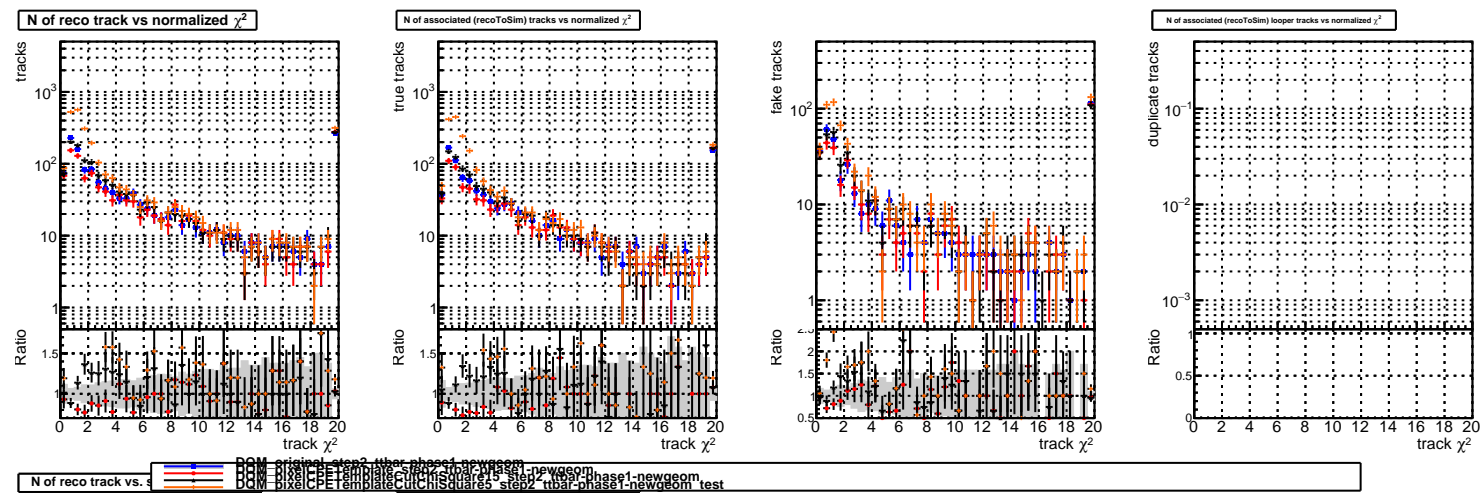 N of reco track vs normalized χ²
N of associated (recoToSim) tracks vs normalized χ²
N of associated (recoToSim) looper tracks vs normalized χ²
tracks
10³
10²
10
1
Ratio
1.5
1
0 2 4 6 8 10 12 14 16 18 20
track χ²
true tracks
10³
10²
10
1
Ratio
1.5
1
0 2 4 6 8 10 12 14 16 18 20
track χ²
fake tracks
10²
10
1
Ratio
2.5
2
1.5
1
0.5
0 2 4 6 8 10 12 14 16 18 20
track χ²
duplicate tracks
10⁻¹
10⁻²
10⁻³
Ratio
1
0.5
0
0 2 4 6 8 10 12 14 16 18 20
track χ²
N of reco track vs. s
DQM_original_step2_ttbar-phase1-newgeom
DQM_pixelCPETemplate_step2_ttbar-phase1-newgeom
DQM_pixelCPETemplateCutChiSquare15_step2_ttbar-phase1-newgeom
DQM_pixelCPETemplateCutChiSquare5_step2_ttbar-phase1-newgeom_test